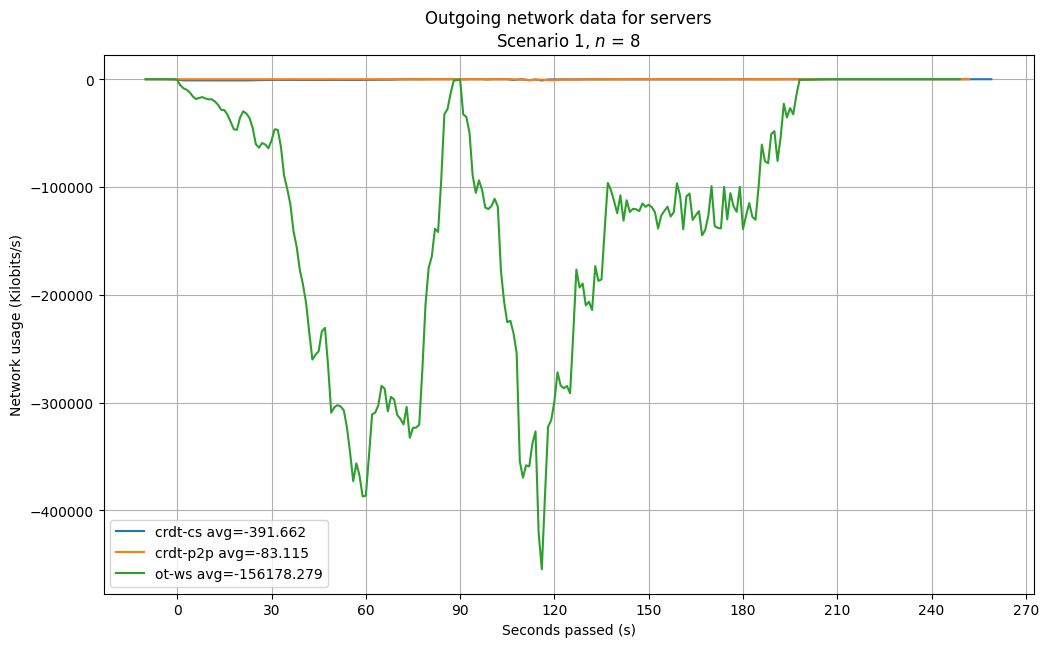 Outgoing network data for servers
Scenario 1, n = 8
Network usage (Kilobits/s)
0
−100000
−200000
−300000
−400000
crdt-cs avg=-391.662
crdt-p2p avg=-83.115
ot-ws avg=-156178.279
0 30 60 90 120 150 180 210 240 270
Seconds passed (s)